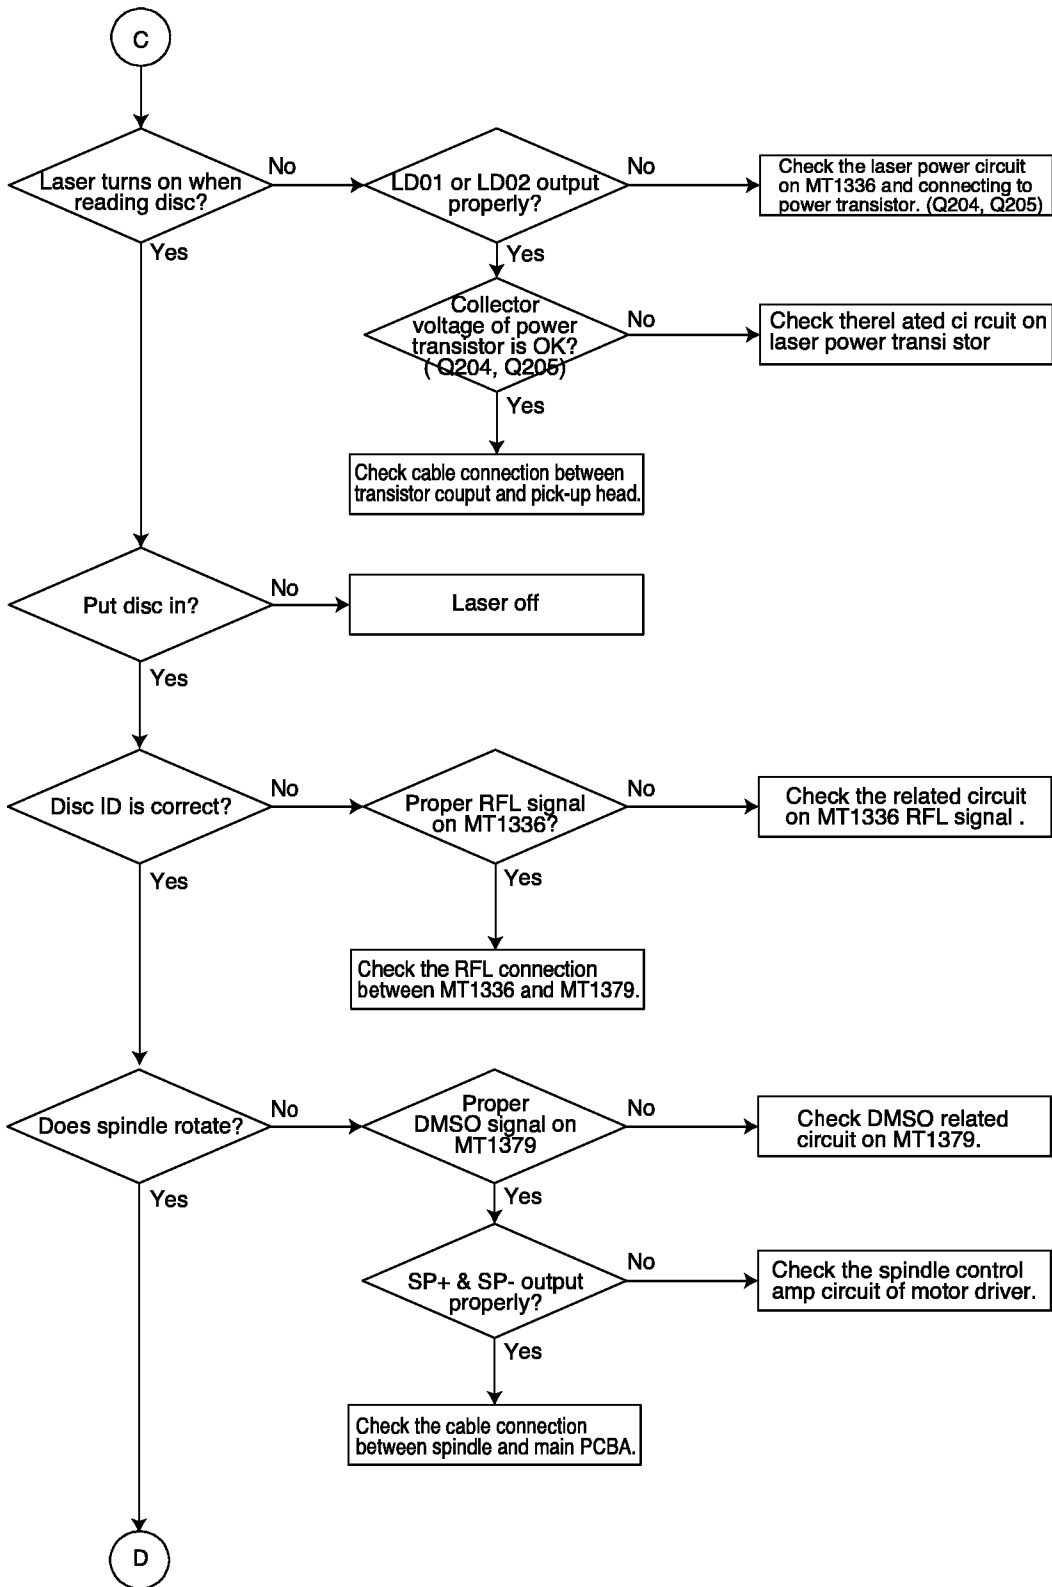 C
Laser turns on when
reading disc?
No
LD01 or LD02 output
properly?
No
Check the laser power circuit
on MT1336 and connecting to
power transistor. (Q204, Q205)
Yes
Yes
Collector
voltage of power
transistor is OK?
( Q204, Q205)
No
Check therel ated ci rcuit on
laser power transi stor
Yes
Check cable connection between
transistor couput and pick-up head.
Put disc in?
No
Laser off
Yes
Disc ID is correct?
No
Proper RFL signal
on MT1336?
No
Check the related circuit
on MT1336 RFL signal .
Yes
Yes
Check the RFL connection
between MT1336 and MT1379.
Does spindle rotate?
No
Proper
DMSO signal on
MT1379
No
Check DMSO related
circuit on MT1379.
Yes
Yes
SP+ & SP- output
properly?
No
Check the spindle control
amp circuit of motor driver.
Yes
Check the cable connection
between spindle and main PCBA.
D